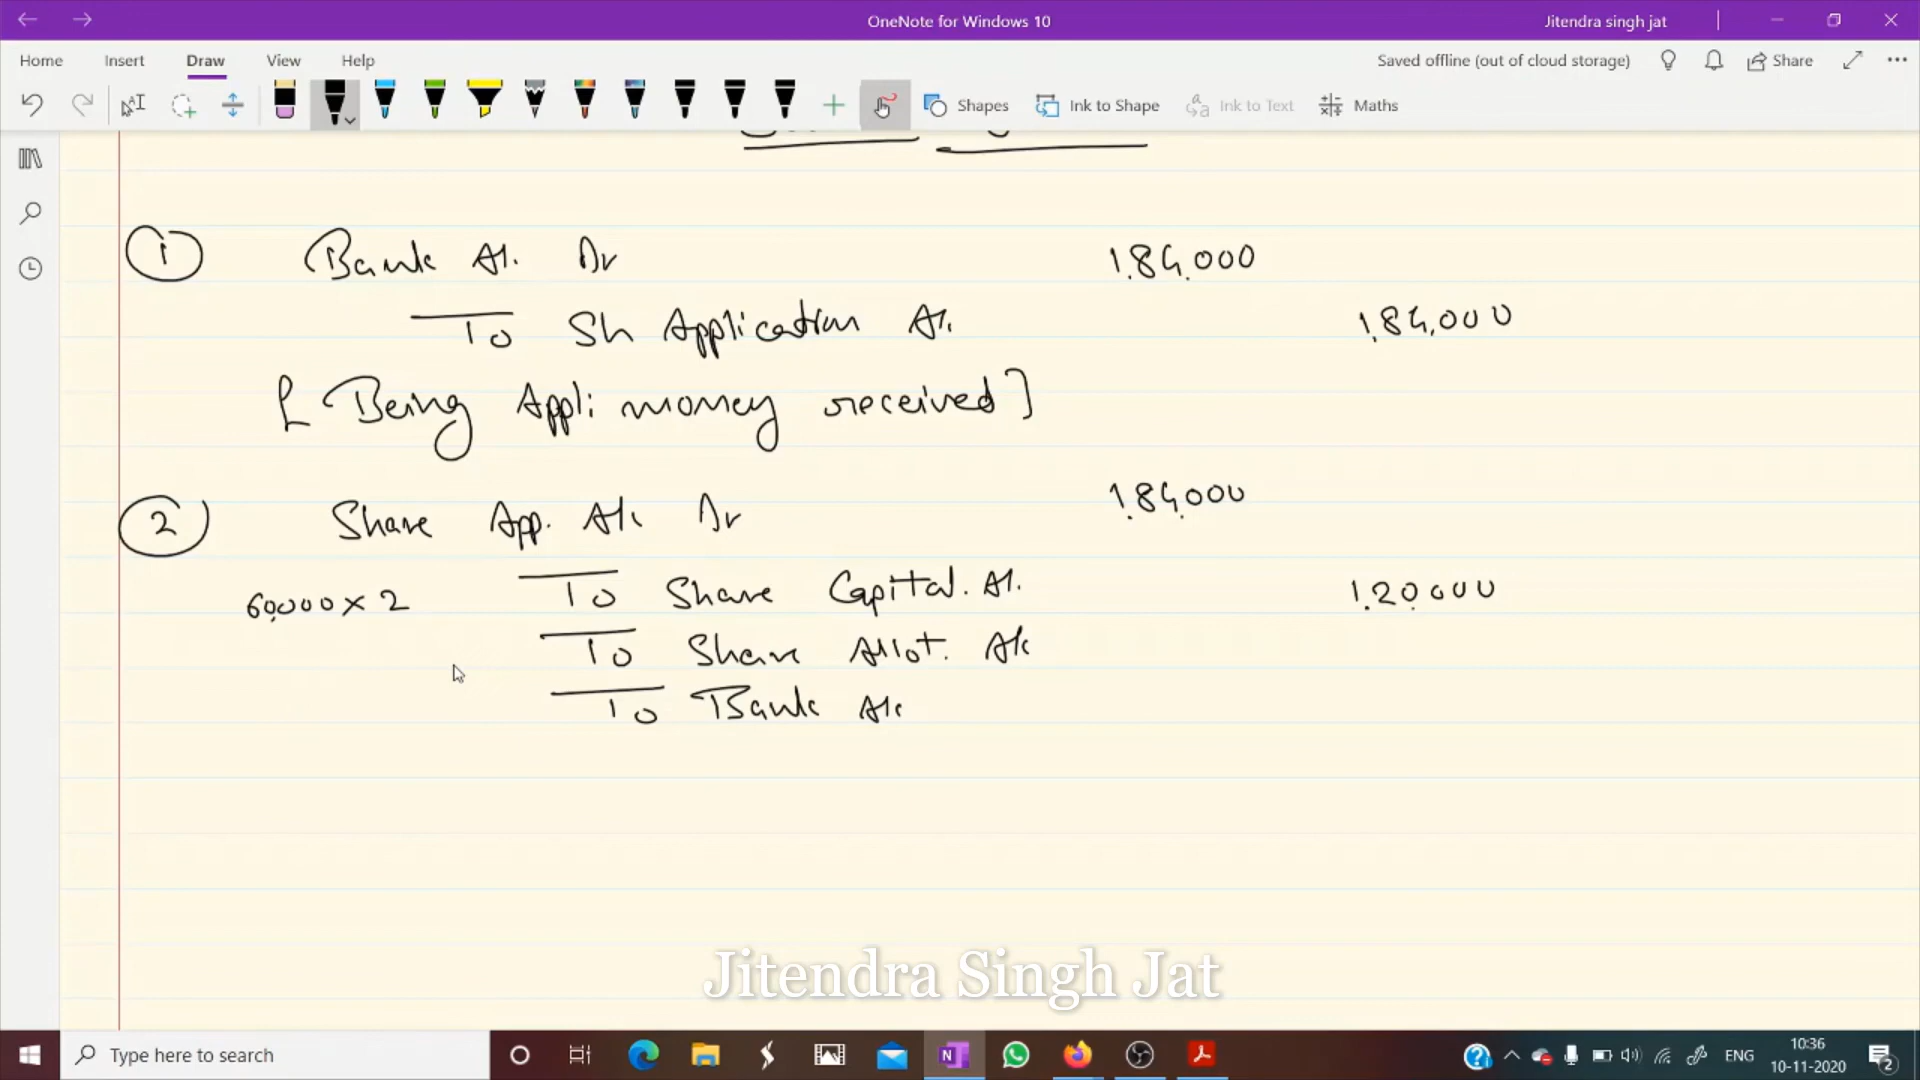 OneNote for Windows 10
Jitendra singh jat
Home Insert Draw View Help
Saved offline (out of cloud storage)
Share
Shapes Ink to Shape Ink to Text Maths
1 Bank A/. Dr 1,84,000
To Sh Application A/. 1,84,000
[Being Appli: money received]
2 Share App. A/c Dr 1,84,000
60,000 x 2 To Share Capital. A/. 1,20,000
To Share Allot. A/c
To Bank A/c
Jitendra Singh Jat
Type here to search
ENG
10:36
10-11-2020
2